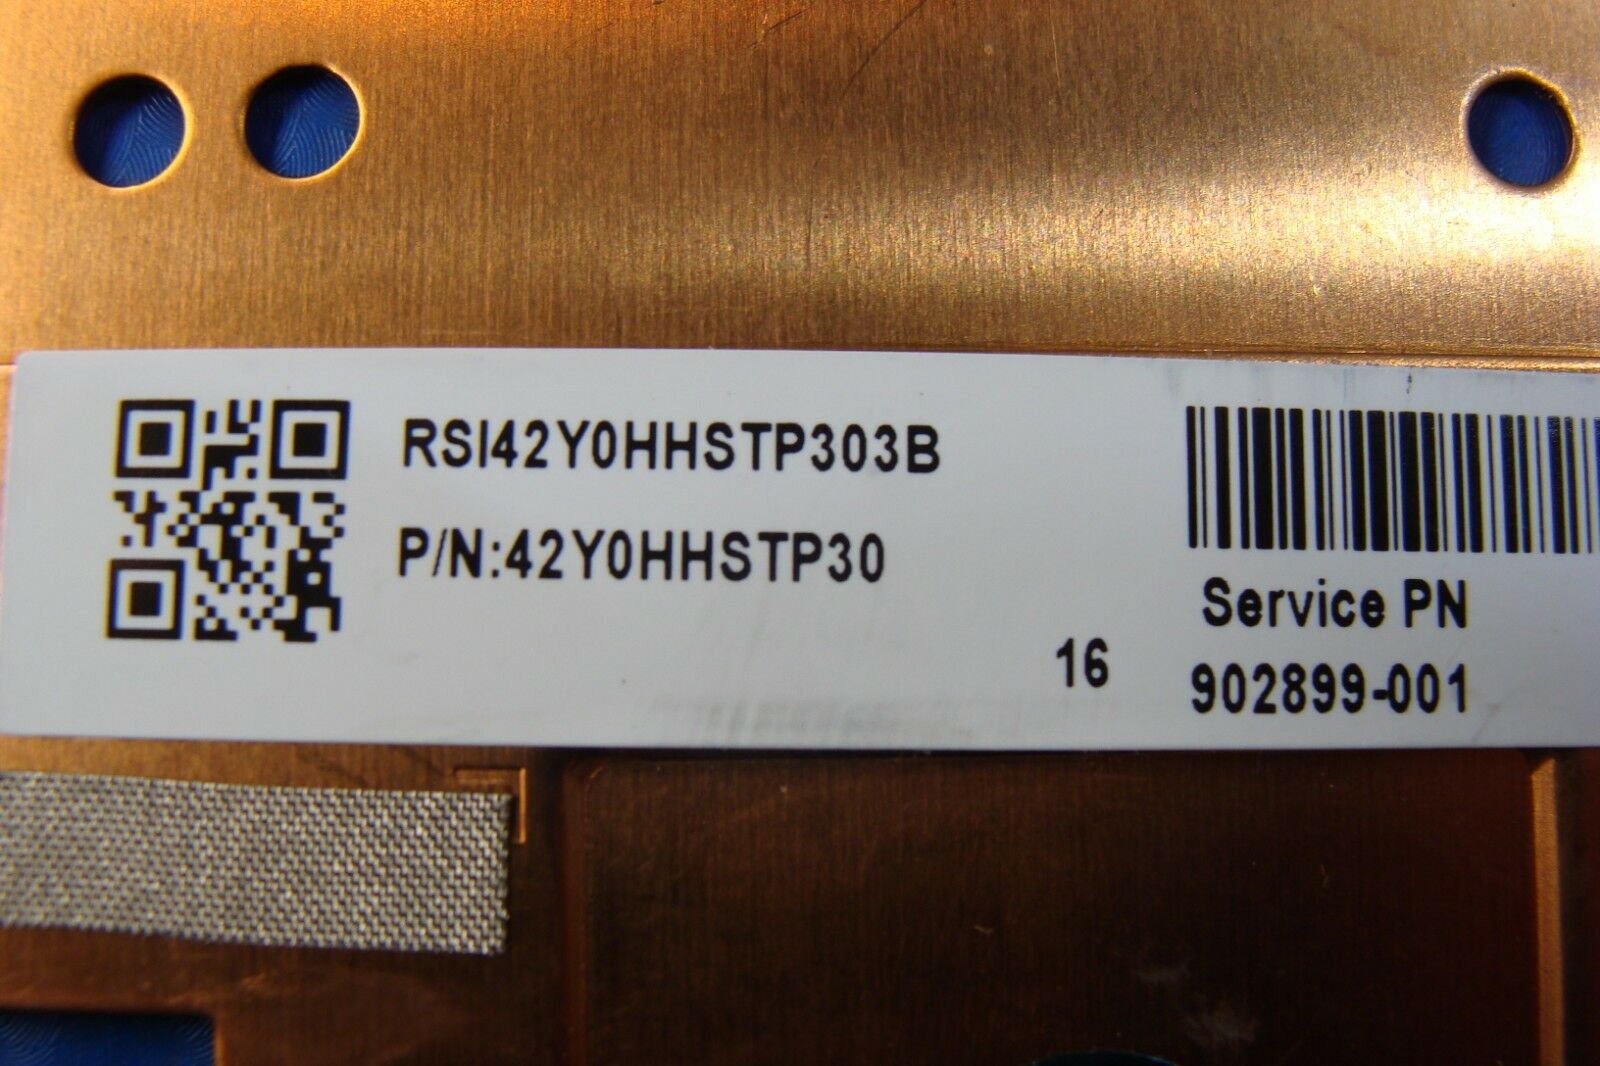 RSI42Y0HHSTP303B
P/N:42Y0HHSTP30
16
Service PN
902899-001